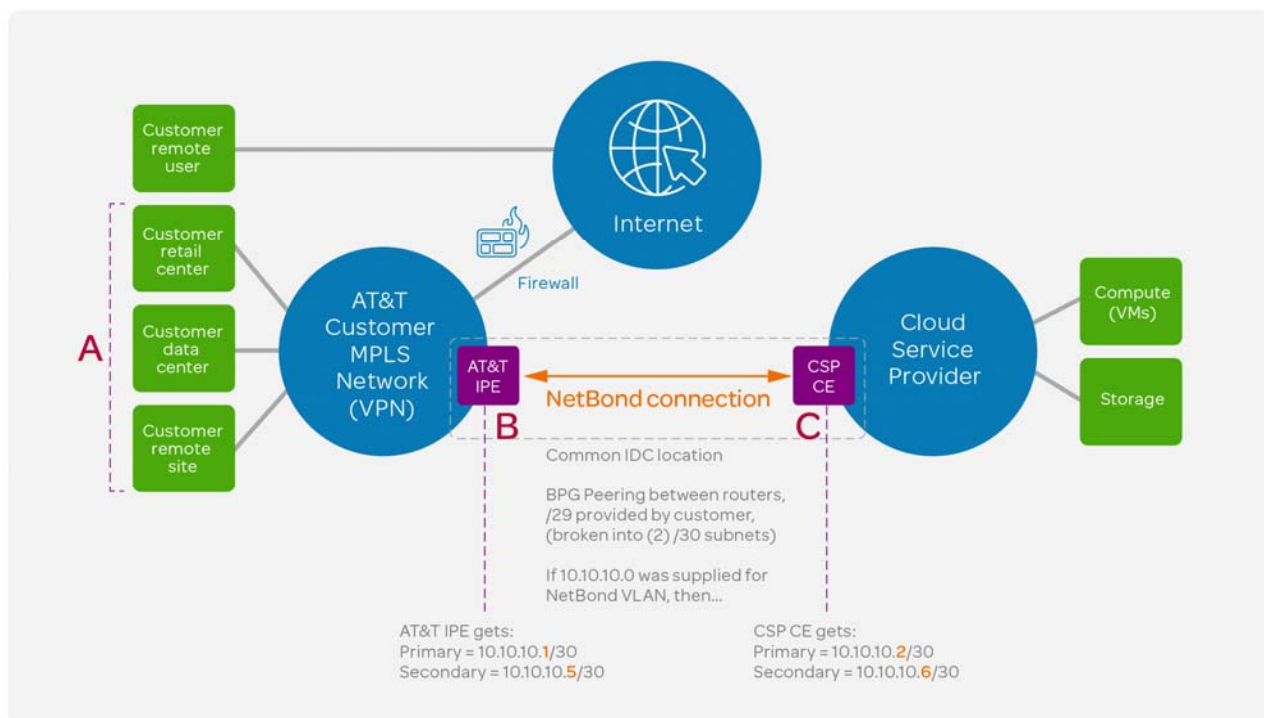 Customer
remote
user
Internet
Firewall
A
Customer
retail
center
Customer
data
center
Customer
remote
site
AT&T
Customer
MPLS
Network
(VPN)
AT&T
IPE
B
NetBond connection
CSP
CE
C
Cloud
Service
Provider
Compute
(VMs)
Storage
Common IDC location
BPG Peering between routers,
/29 provided by customer,
(broken into (2) /30 subnets)
If 10.10.10.0 was supplied for
NetBond VLAN, then...
AT&T IPE gets:
Primary = 10.10.10.1/30
Secondary = 10.10.10.5/30
CSP CE gets:
Primary = 10.10.10.2/30
Secondary = 10.10.10.6/30